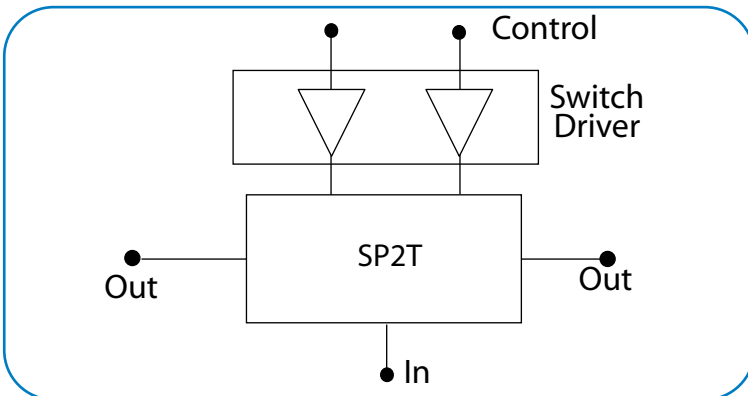 Control
Switch
Driver
SP2T
Out
Out
In